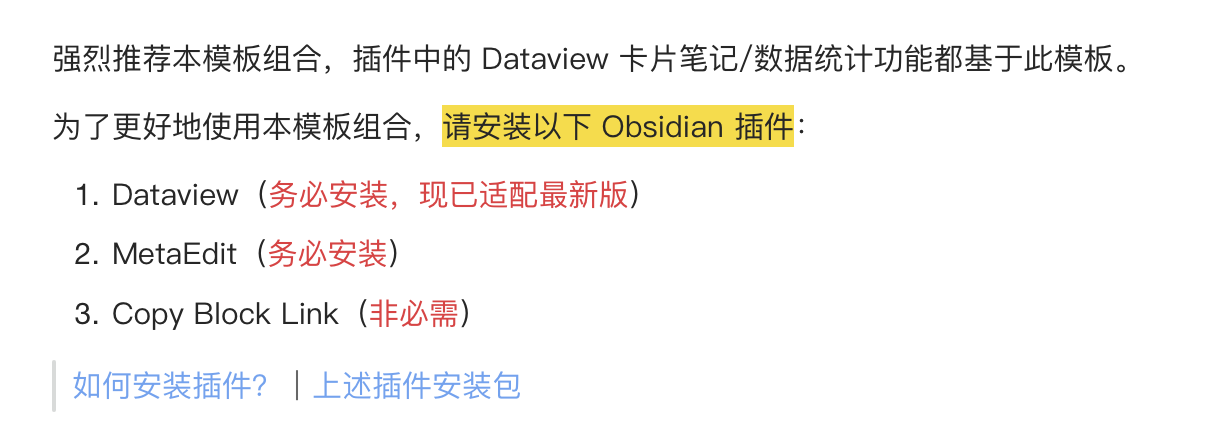 强烈推荐本模板组合，插件中的 Dataview 卡片笔记/数据统计功能都基于此模板。
为了更好地使用本模板组合，请安装以下 Obsidian 插件：
1. Dataview（务必安装，现已适配最新版）
2. MetaEdit（务必安装）
3. Copy Block Link（非必需）
如何安装插件？｜上述插件安装包